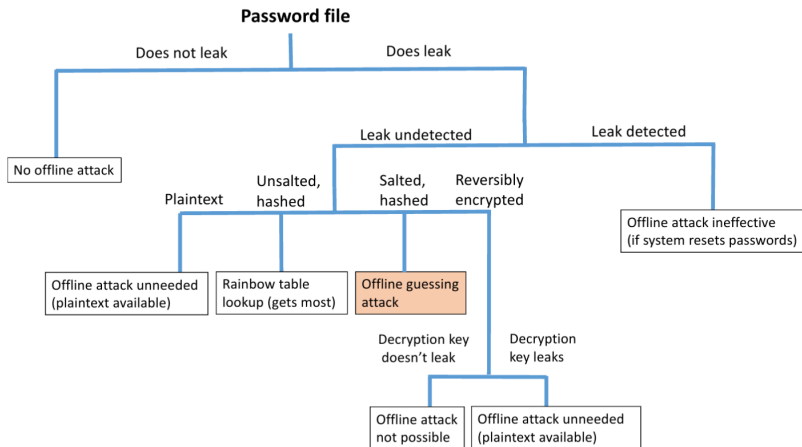 Password file
Does not leak
Does leak
Leak undetected
Leak detected
No offline attack
Plaintext
Unsalted,
hashed
Salted,
hashed
Reversibly
encrypted
Offline attack ineffective
(if system resets passwords)
Offline attack unneeded
(plaintext available)
Rainbow table
lookup (gets most)
Offline guessing
attack
Decryption key
doesn’t leak
Decryption
key leaks
Offline attack
not possible
Offline attack unneeded
(plaintext available)